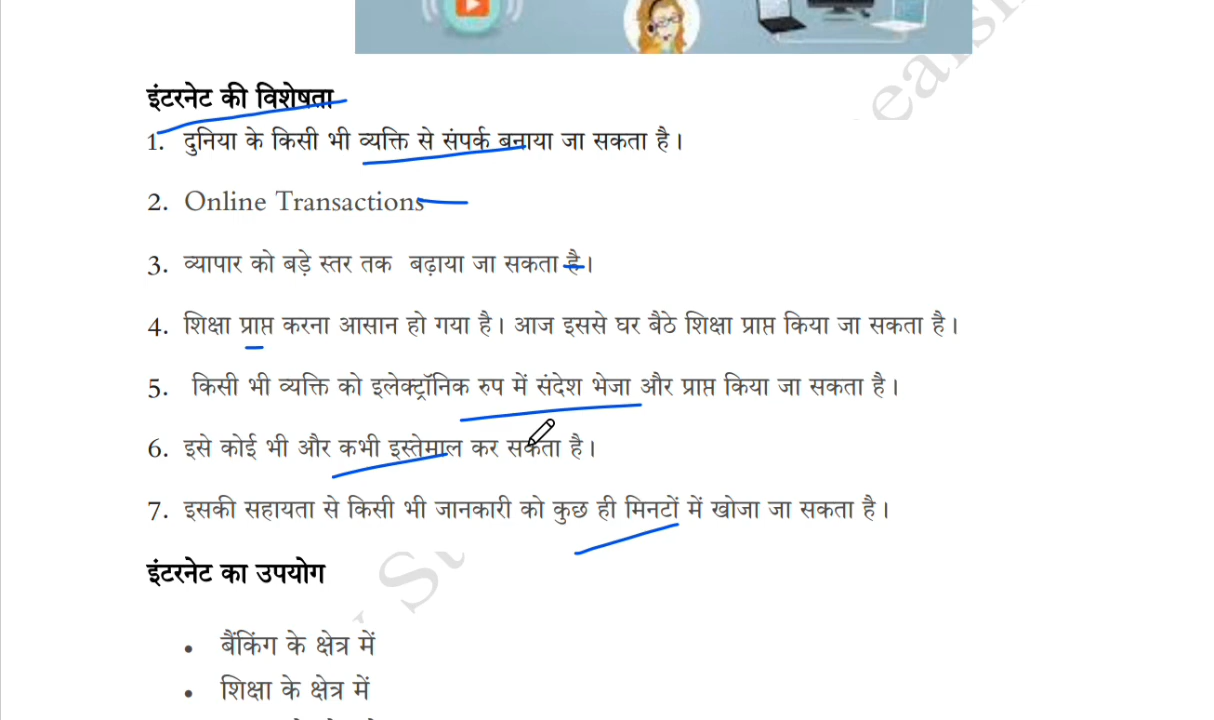 इंटरनेट की विशेषता
1. दुनिया के किसी भी व्यक्ति से संपर्क बनाया जा सकता है।
2. Online Transactions
3. व्यापार को बड़े स्तर तक बढ़ाया जा सकता है।
4. शिक्षा प्राप्त करना आसान हो गया है। आज इससे घर बैठे शिक्षा प्राप्त किया जा सकता है।
5. किसी भी व्यक्ति को इलेक्ट्रॉनिक रुप में संदेश भेजा और प्राप्त किया जा सकता है।
6. इसे कोई भी और कभी इस्तेमाल कर सकता है।
7. इसकी सहायता से किसी भी जानकारी को कुछ ही मिनटों में खोजा जा सकता है।
इंटरनेट का उपयोग
• बैंकिंग के क्षेत्र में
• शिक्षा के क्षेत्र में